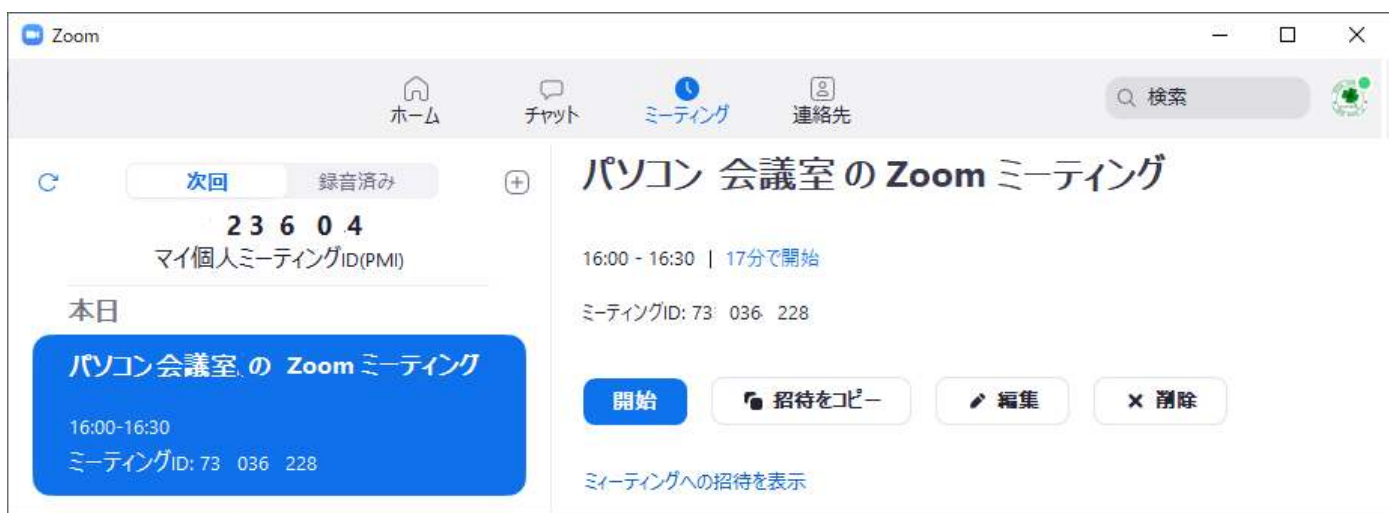 Zoom
ホーム
チャット
ミーティング
連絡先
検索
次回
録音済み
23 6 0 4
マイ個人ミーティングID(PMI)
本日
パソコン 会議室 の Zoom ミーティング
16:00-16:30
ミーティングID: 73 036 228
パソコン 会議室 の Zoom ミーティング
16:00 - 16:30 | 17分で開始
ミーティングID: 73 036 228
開始
招待をコピー
編集
削除
ミィーティングへの招待を表示